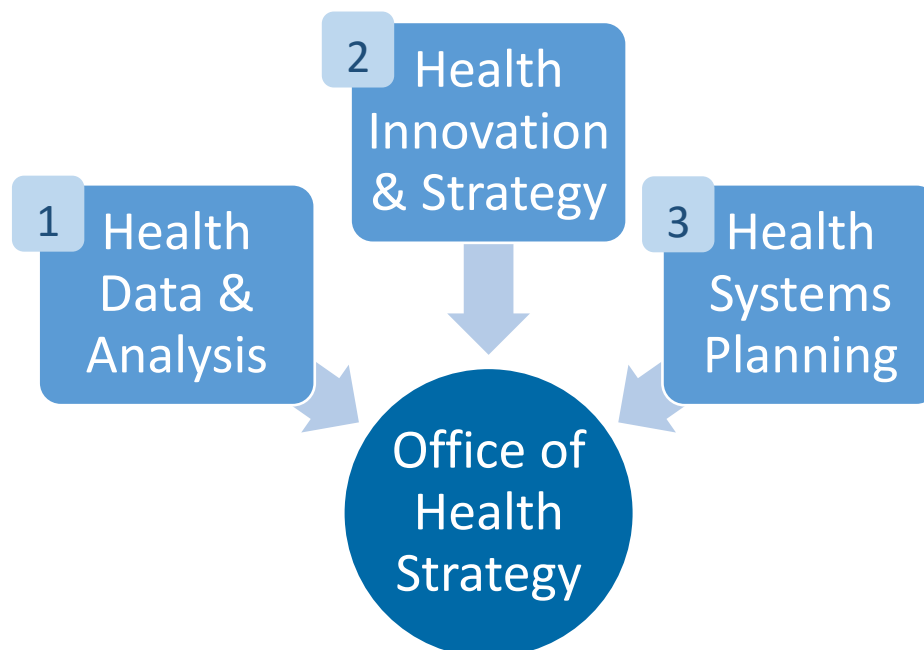 1
Health
Data &
Analysis
2
Health
Innovation
& Strategy
3
Health
Systems
Planning
Office of
Health
Strategy